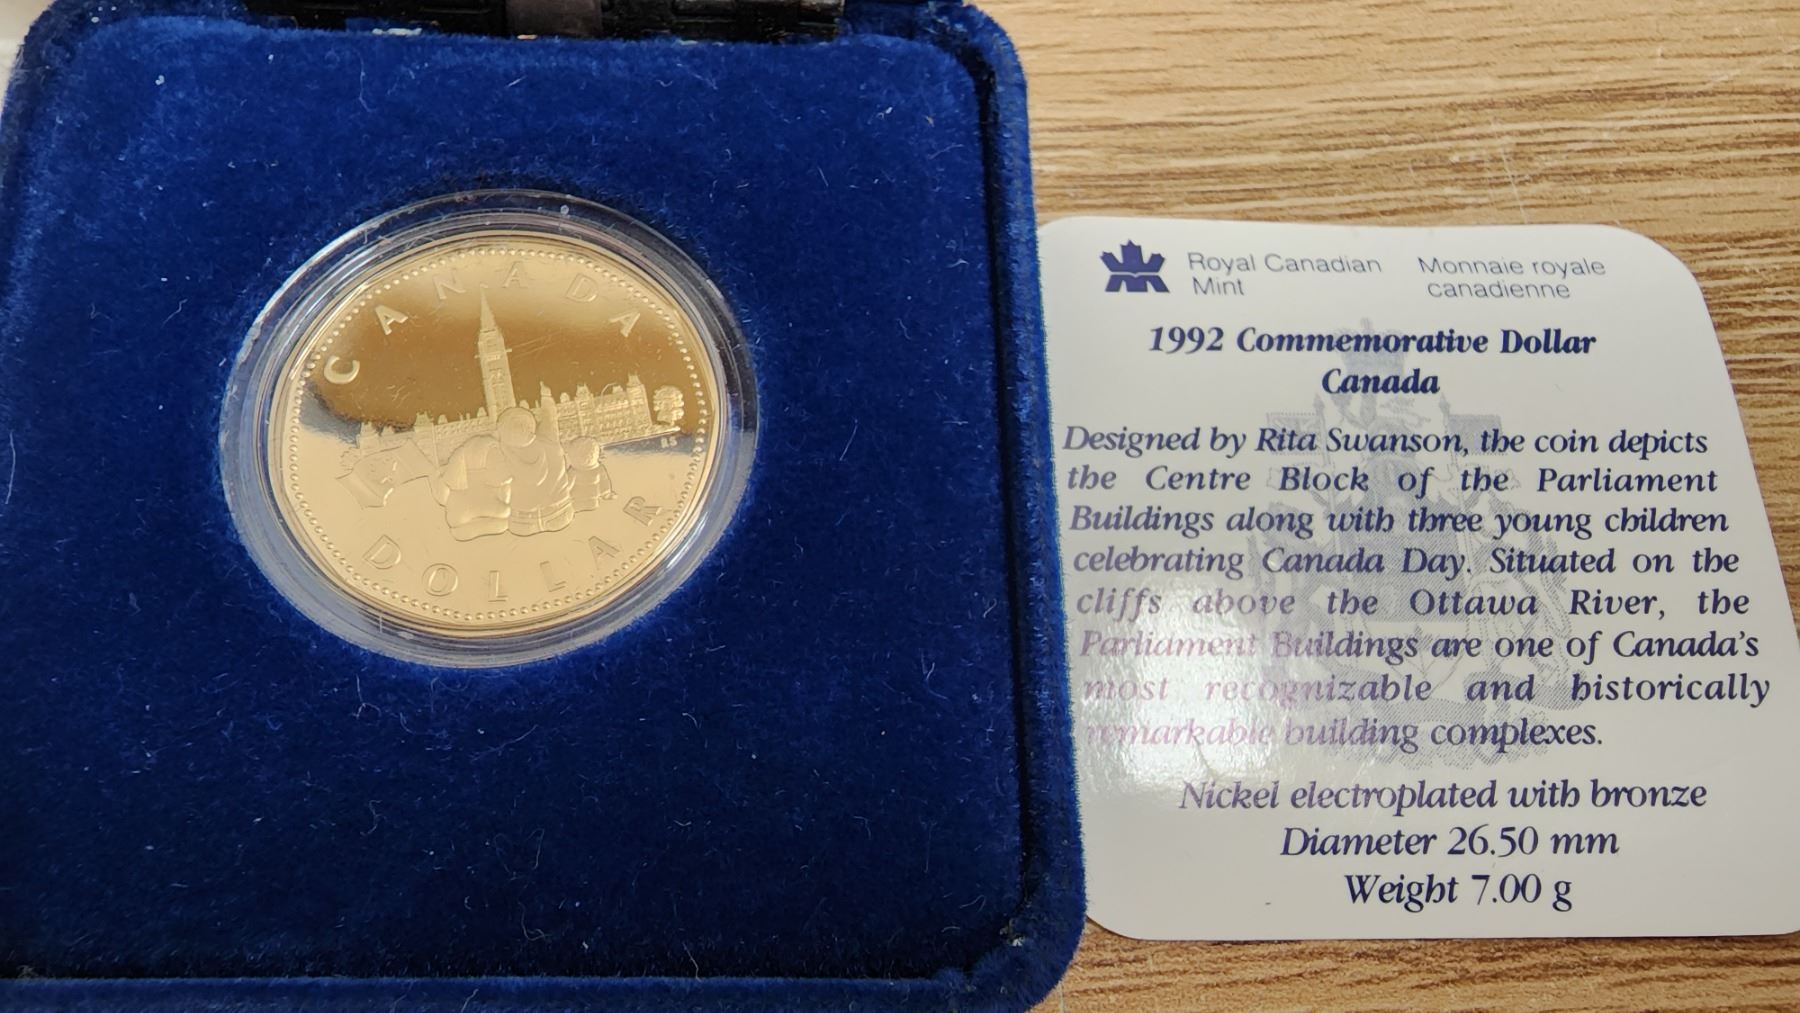 CANADA
DOLLAR
RS
Royal Canadian Mint
Monnaie royale canadienne
1992 Commemorative Dollar
Canada
Designed by Rita Swanson, the coin depicts
the Centre Block of the Parliament
Buildings along with three young children
celebrating Canada Day. Situated on the
cliffs above the Ottawa River, the
Parliament Buildings are one of Canada's
most recognizable and historically
remarkable building complexes.
Nickel electroplated with bronze
Diameter 26.50 mm
Weight 7.00 g